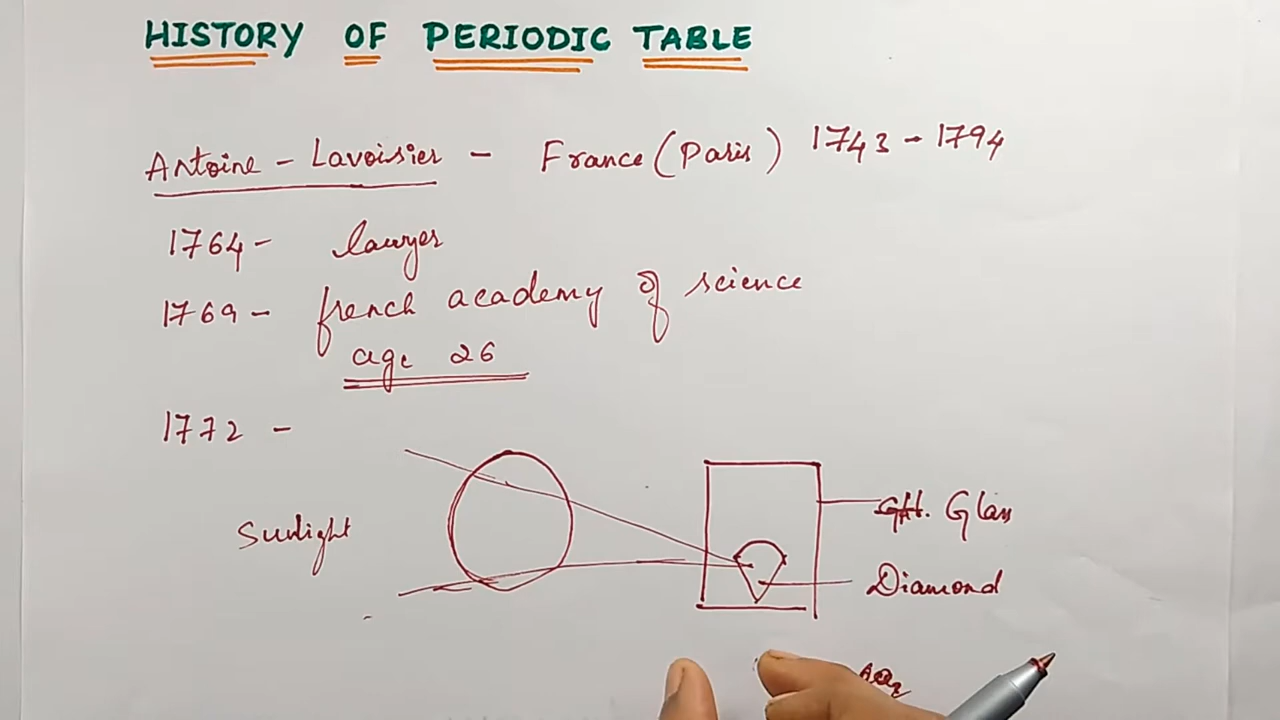 HISTORY OF PERIODIC TABLE
Antoine - Lavoisier - France (Paris) 1743 - 1794
1764 - lawyer
1769 - french academy of science
age 26
1772 -
Sunlight
Glass
Diamond